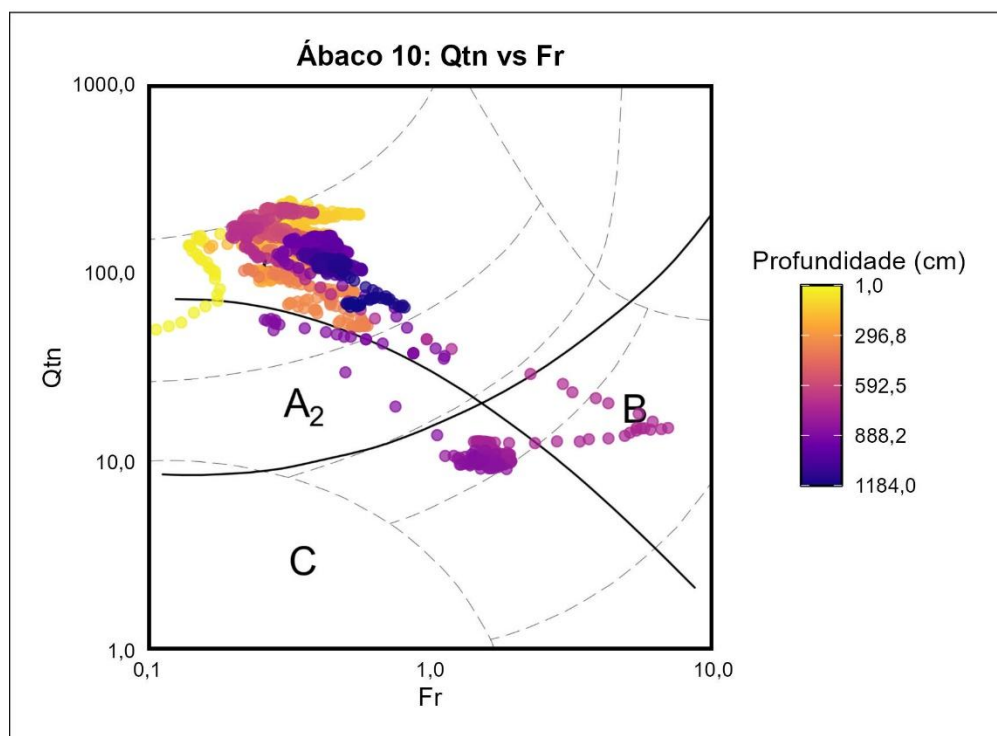 Ábaco 10: Qtn vs Fr
1000,0
100,0
10,0
1,0
Qtn
A₂
B
C
0,1
1,0
10,0
Fr
Profundidade (cm)
1,0
296,8
592,5
888,2
1184,0